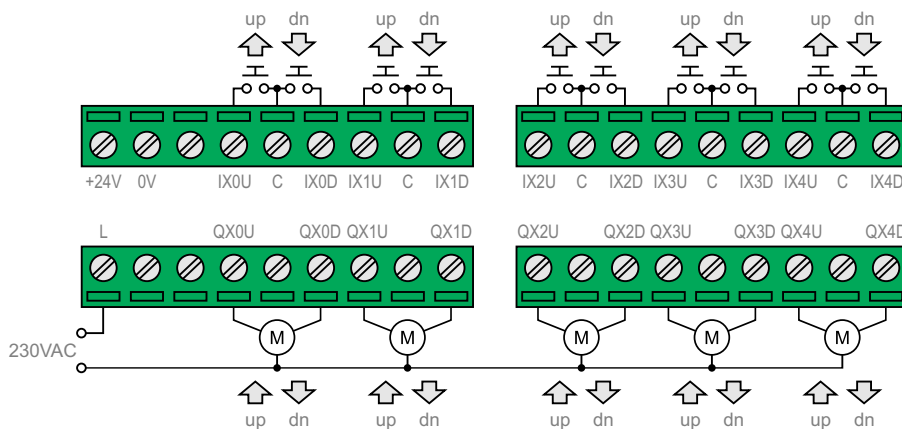 up dn up dn up dn up dn up dn
+24V 0V IX0U C IX0D IX1U C IX1D IX2U C IX2D IX3U C IX3D IX4U C IX4D
L QX0U QX0D QX1U QX1D QX2U QX2D QX3U QX3D QX4U QX4D
M M M M M
230VAC
up dn up dn up dn up dn up dn